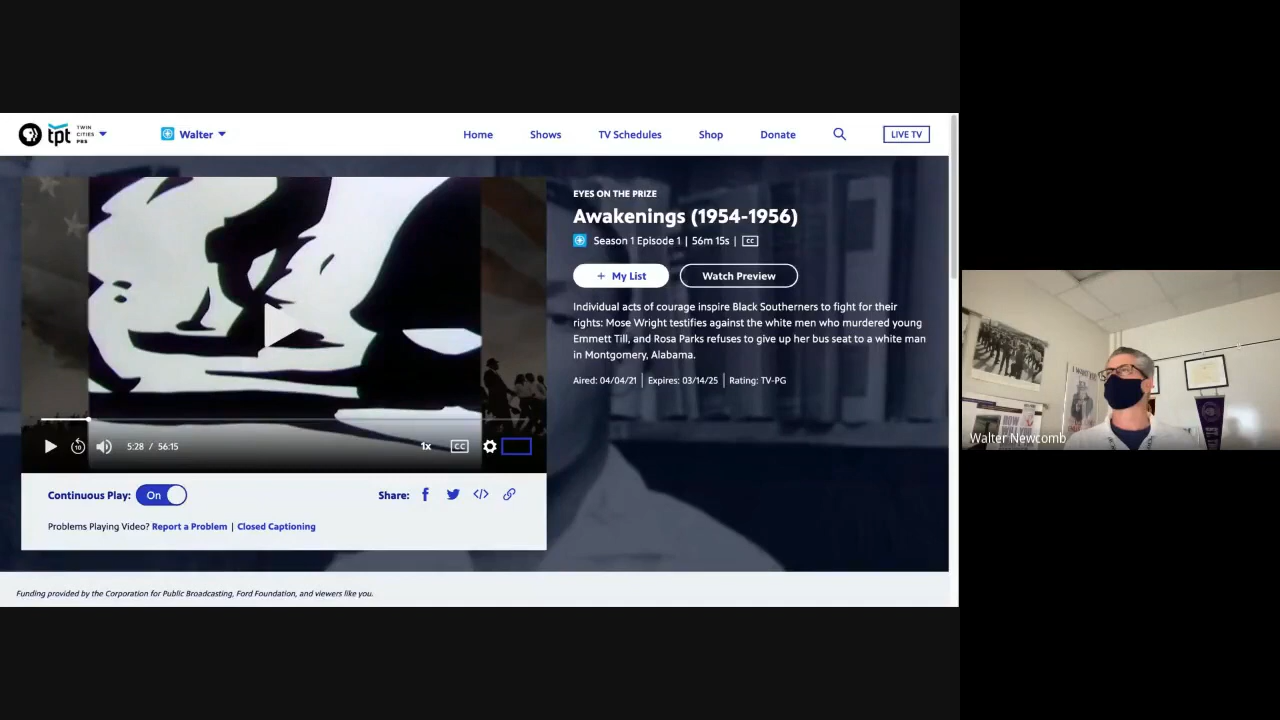 tpt
TWIN
CITIES
PBS
Walter
Home
Shows
TV Schedules
Shop
Donate
LIVE TV
EYES ON THE PRIZE
Awakenings (1954-1956)
Season 1 Episode 1 | 56m 15s | CC
+ My List
Watch Preview
Individual acts of courage inspire Black Southerners to fight for their
rights: Mose Wright testifies against the white men who murdered young
Emmett Till, and Rosa Parks refuses to give up her bus seat to a white man
in Montgomery, Alabama.
Aired: 04/04/21 | Expires: 03/14/25 | Rating: TV-PG
10
5:28 / 56:15
1x
CC
Continuous Play: On
Share:
Problems Playing Video? Report a Problem | Closed Captioning
Funding provided by the Corporation for Public Broadcasting, Ford Foundation, and viewers like you.
I WANT YOU
Walter Newcomb